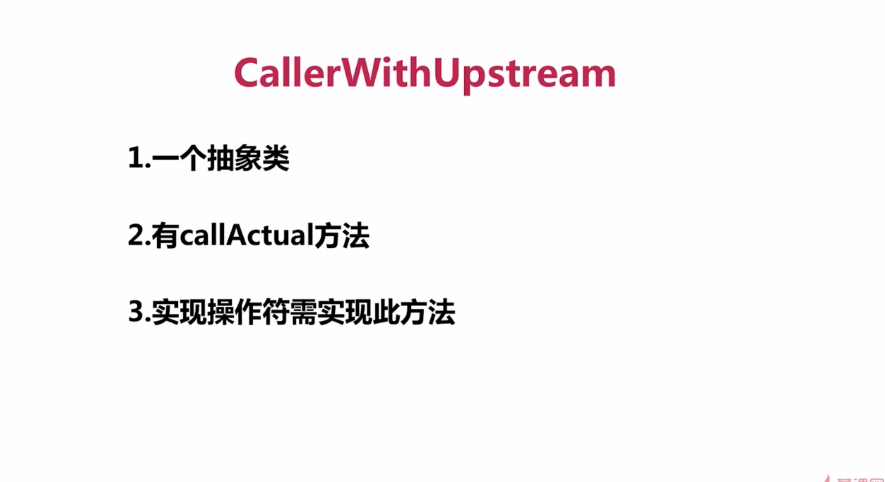 CallerWithUpstream
1.一个抽象类
2.有callActual方法
3.实现操作符需实现此方法